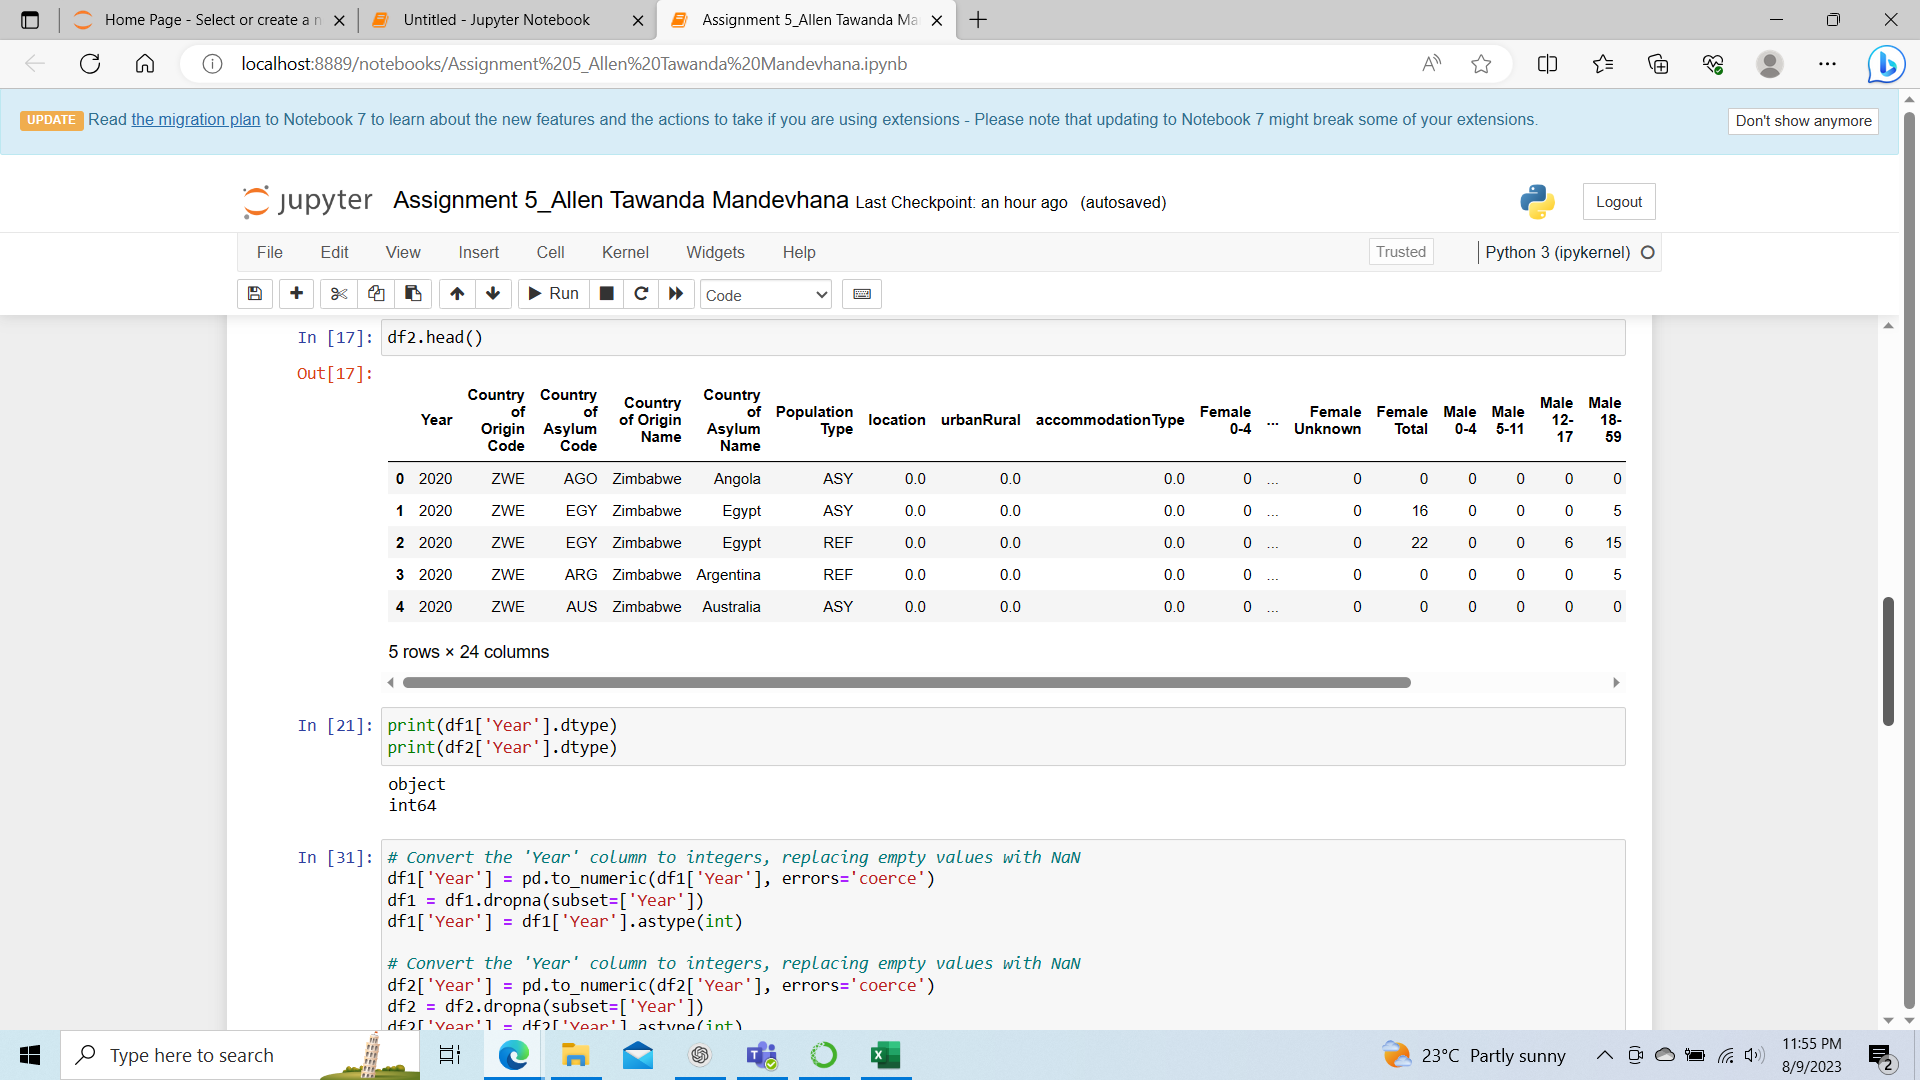 Home Page - Select or create a n
Untitled - Jupyter Notebook
Assignment 5_Allen Tawanda Ma
localhost:8889/notebooks/Assignment%205_Allen%20Tawanda%20Mandevhana.ipynb
UPDATE Read the migration plan to Notebook 7 to learn about the new features and the actions to take if you are using extensions - Please note that updating to Notebook 7 might break some of your extensions.
Don't show anymore
jupyter Assignment 5_Allen Tawanda Mandevhana Last Checkpoint: an hour ago (autosaved)
Logout
File Edit View Insert Cell Kernel Widgets Help
Trusted
Python 3 (ipykernel)
Run
Code
In [17]: df2.head()
Out[17]:
Year Country of Origin Code Country of Asylum Code Country of Origin Name Country of Asylum Name Population Type location urbanRural accommodationType Female 0-4 ... Female Unknown Female Total Male 0-4 Male 5-11 Male 12-17 Male 18-59
0 2020 ZWE AGO Zimbabwe Angola ASY 0.0 0.0 0.0 0 ... 0 0 0 0 0 0
1 2020 ZWE EGY Zimbabwe Egypt ASY 0.0 0.0 0.0 0 ... 0 16 0 0 0 5
2 2020 ZWE EGY Zimbabwe Egypt REF 0.0 0.0 0.0 0 ... 0 22 0 0 6 15
3 2020 ZWE ARG Zimbabwe Argentina REF 0.0 0.0 0.0 0 ... 0 0 0 0 0 5
4 2020 ZWE AUS Zimbabwe Australia ASY 0.0 0.0 0.0 0 ... 0 0 0 0 0 0
5 rows × 24 columns
In [21]: print(df1['Year'].dtype)
print(df2['Year'].dtype)
object
int64
In [31]: # Convert the 'Year' column to integers, replacing empty values with NaN
df1['Year'] = pd.to_numeric(df1['Year'], errors='coerce')
df1 = df1.dropna(subset=['Year'])
df1['Year'] = df1['Year'].astype(int)
# Convert the 'Year' column to integers, replacing empty values with NaN
df2['Year'] = pd.to_numeric(df2['Year'], errors='coerce')
df2 = df2.dropna(subset=['Year'])
df2['Year'] = df2['Year'].astype(int)
Type here to search
23°C Partly sunny
11:55 PM
8/9/2023
2